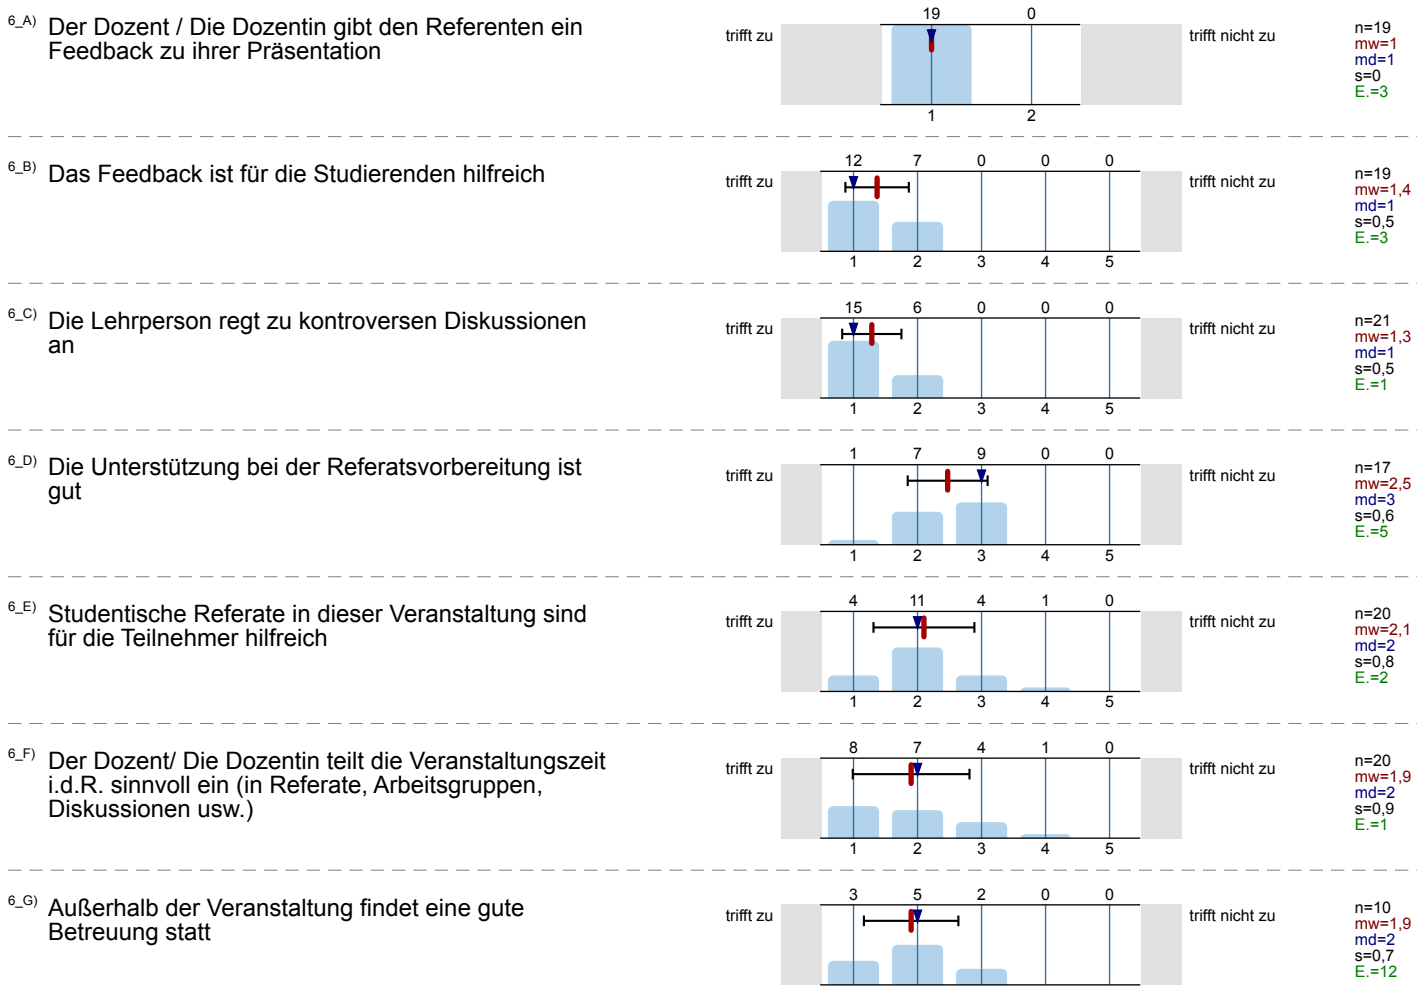 6_A) Der Dozent / Die Dozentin gibt den Referenten ein
Feedback zu ihrer Präsentation
19 0
trifft zu trifft nicht zu
1 2
n=19
mw=1
md=1
s=0
E.=3
6_B) Das Feedback ist für die Studierenden hilfreich
12 7 0 0 0
trifft zu trifft nicht zu
1 2 3 4 5
n=19
mw=1,4
md=1
s=0,5
E.=3
6_C) Die Lehrperson regt zu kontroversen Diskussionen
an
15 6 0 0 0
trifft zu trifft nicht zu
1 2 3 4 5
n=21
mw=1,3
md=1
s=0,5
E.=1
6_D) Die Unterstützung bei der Referatsvorbereitung ist
gut
1 7 9 0 0
trifft zu trifft nicht zu
1 2 3 4 5
n=17
mw=2,5
md=3
s=0,6
E.=5
6_E) Studentische Referate in dieser Veranstaltung sind
für die Teilnehmer hilfreich
4 11 4 1 0
trifft zu trifft nicht zu
1 2 3 4 5
n=20
mw=2,1
md=2
s=0,8
E.=2
6_F) Der Dozent/ Die Dozentin teilt die Veranstaltungszeit
i.d.R. sinnvoll ein (in Referate, Arbeitsgruppen,
Diskussionen usw.)
8 7 4 1 0
trifft zu trifft nicht zu
1 2 3 4 5
n=20
mw=1,9
md=2
s=0,9
E.=1
6_G) Außerhalb der Veranstaltung findet eine gute
Betreuung statt
3 5 2 0 0
trifft zu trifft nicht zu
n=10
mw=1,9
md=2
s=0,7
E.=12